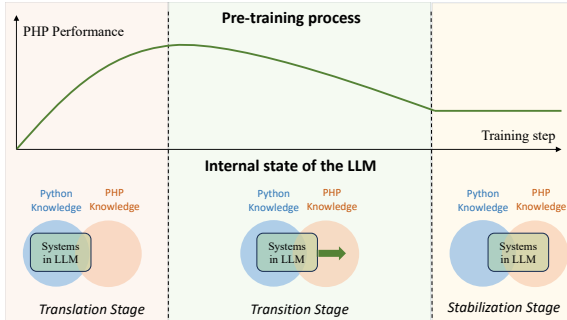 Pre-training process
PHP Performance
Training step
Internal state of the LLM
Python
Knowledge
PHP
Knowledge
Systems
in LLM
Translation Stage
Python
Knowledge
PHP
Knowledge
Systems
in LLM
Transition Stage
Python
Knowledge
PHP
Knowledge
Systems
in LLM
Stabilization Stage